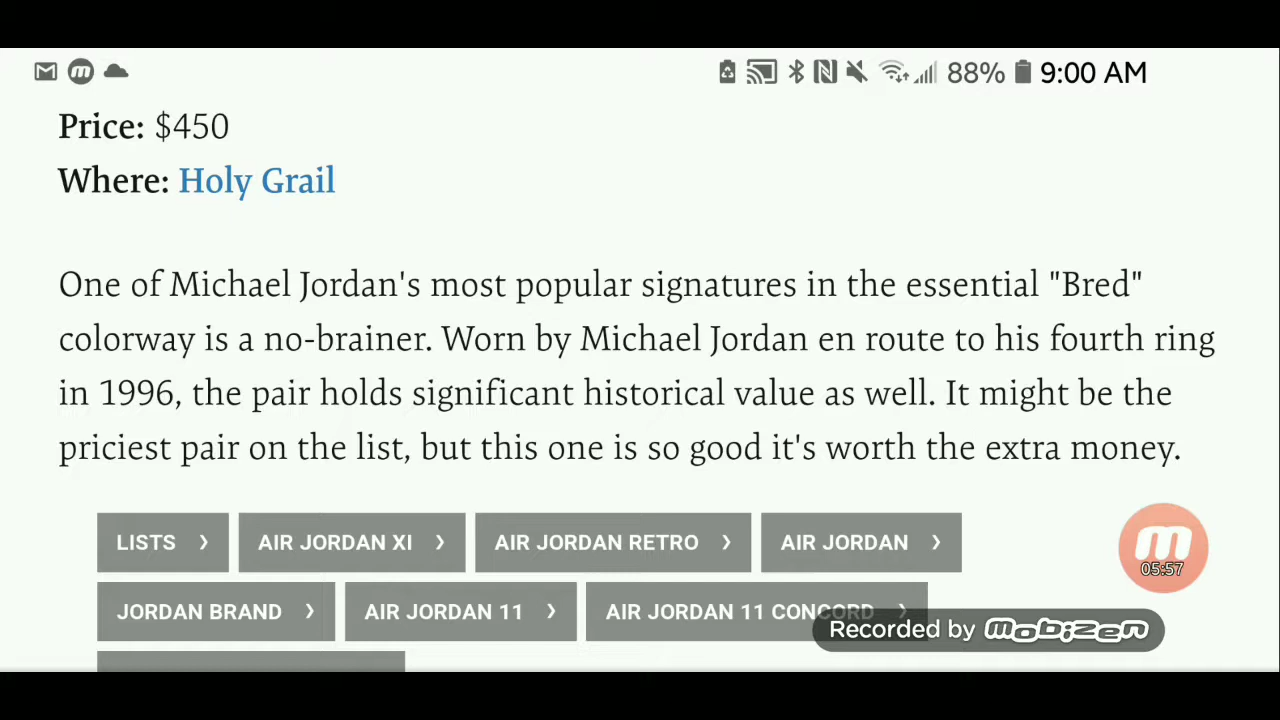 88% 9:00 AM
Price: $450
Where: Holy Grail
One of Michael Jordan's most popular signatures in the essential "Bred"
colorway is a no-brainer. Worn by Michael Jordan en route to his fourth ring
in 1996, the pair holds significant historical value as well. It might be the
priciest pair on the list, but this one is so good it's worth the extra money.
LISTS › AIR JORDAN XI › AIR JORDAN RETRO › AIR JORDAN ›
05:57
JORDAN BRAND › AIR JORDAN 11 › AIR JORDAN 11 CONCORD ›
Recorded by mobizen